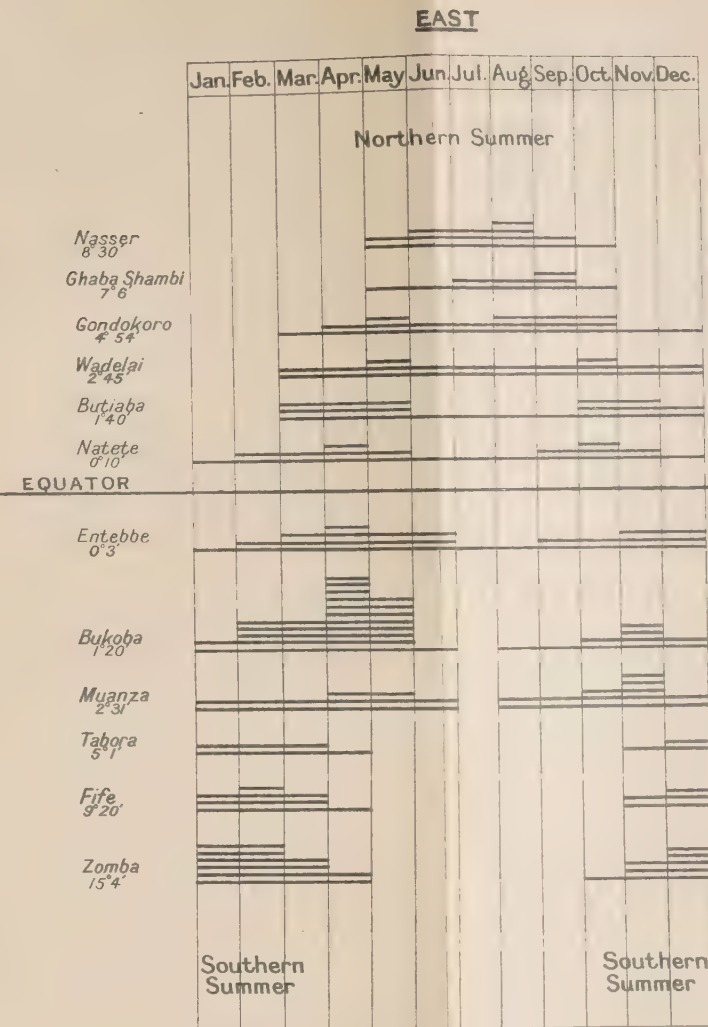 EAST
Jan. Feb. Mar. Apr. May Jun. Jul. Aug. Sep. Oct. Nov. Dec.
Northern Summer
Nasser
8°30'
Ghaba Shambi
7°6'
Gondokoro
4° 54'
Wadelai
2°45'
Butiaba
1°40'
Natete
0°10'
EQUATOR
Entebbe
0°3'
Bukoba
1°20'
Muanza
2°31'
Tabora
5°1'
Fife
9°20'
Zomba
15°4'
Southern
Summer
Southern
Summer